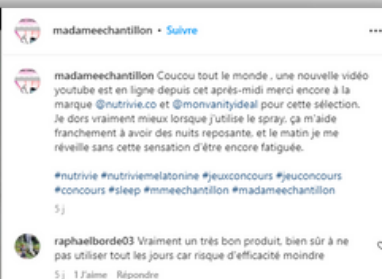 madameechantillon • Suivre
madameechantillon Coucou tout le monde , une nouvelle vidéo
youtube est en ligne depuis cet après-midi merci encore à la
marque @nutrivie.co et @monvanityideal pour cette sélection.
Je dors vraiment mieux lorsque j'utilise le spray, ça m'aide
franchement à avoir des nuits reposante, et le matin je me
réveille sans cette sensation d'être encore fatiguée.
#nutrivie #nutriviemelatonine #jeuxconcours #jeuconcours
#concours #sleep #mmeechantillon #madameechantillon
5 j
raphaelborde03 Vraiment un très bon produit, bien sûr à ne
pas utiliser tout les jours car risque d'efficacité moindre
5 j 1 J'aime Répondre